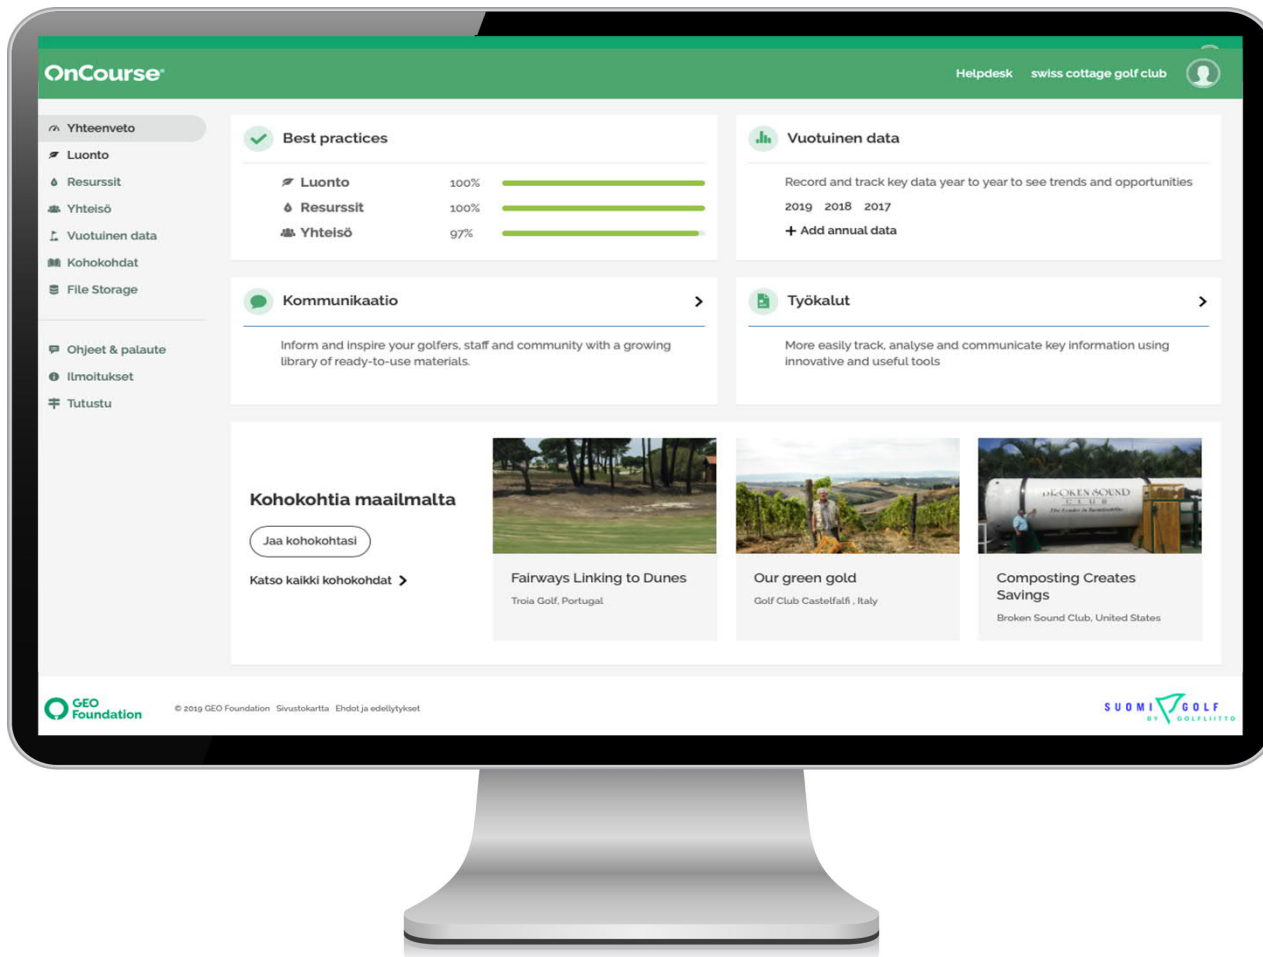 OnCourse®
Helpdesk swiss cottage golf club
Yhteenveto
Luonto
Resurssit
Yhteisö
Vuotuinen data
Kohokohdat
File Storage
Ohjeet & palaute
Ilmoitukset
Tutustu
Best practices
Luonto 100%
Resurssit 100%
Yhteisö 97%
Vuotuinen data
Record and track key data year to year to see trends and opportunities
2019 2018 2017
+ Add annual data
Kommunikaatio
Inform and inspire your golfers, staff and community with a growing
library of ready-to-use materials.
Työkalut
More easily track, analyse and communicate key information using
innovative and useful tools
Kohokohtia maailmalta
Jaa kohokohtasi
Katso kaikki kohokohdat
Fairways Linking to Dunes
Troia Golf, Portugal
Our green gold
Golf Club Castelfalfi , Italy
BROKEN SOUND
CLUB
Composting Creates
Savings
Broken Sound Club, United States
GEO
Foundation
© 2019 GEO Foundation Sivustokartta Ehdot ja edellytykset
SUOMI GOLF
BY GOLFLIITTO